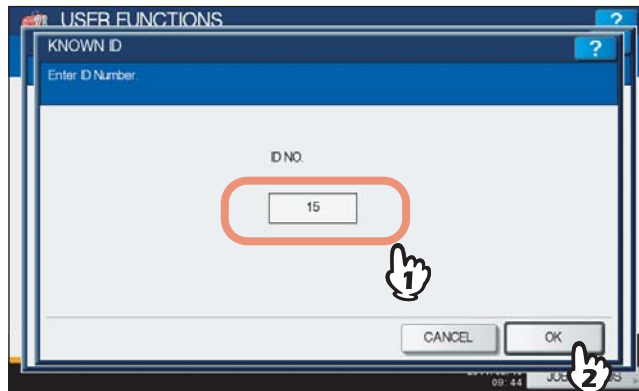 USER FUNCTIONS
?
KNOWN ID
?
Enter ID Number.
ID NO.
15
1
CANCEL
OK
2
09:44